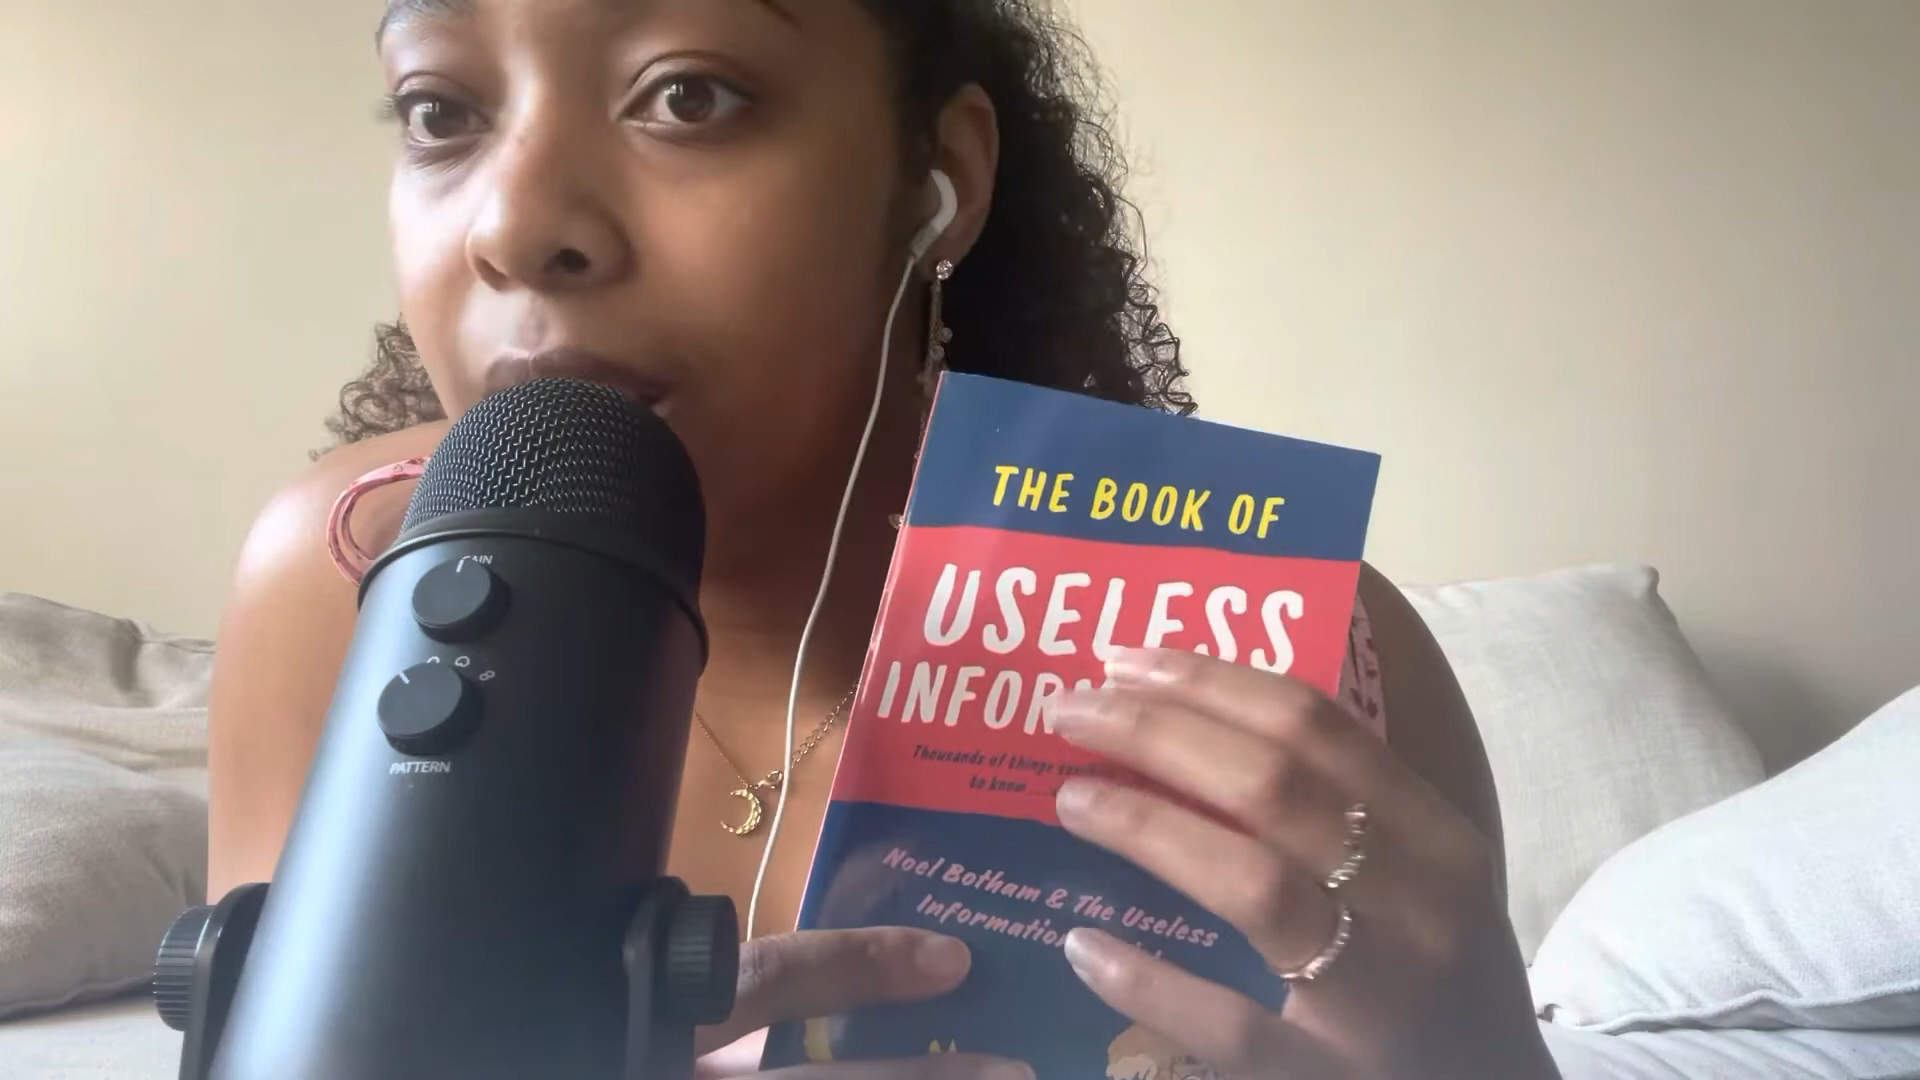 GAIN
PATTERN
THE BOOK OF
USELESS
INFOR
Thousands of things
to know ...
Noel Botham & The Useless
Information